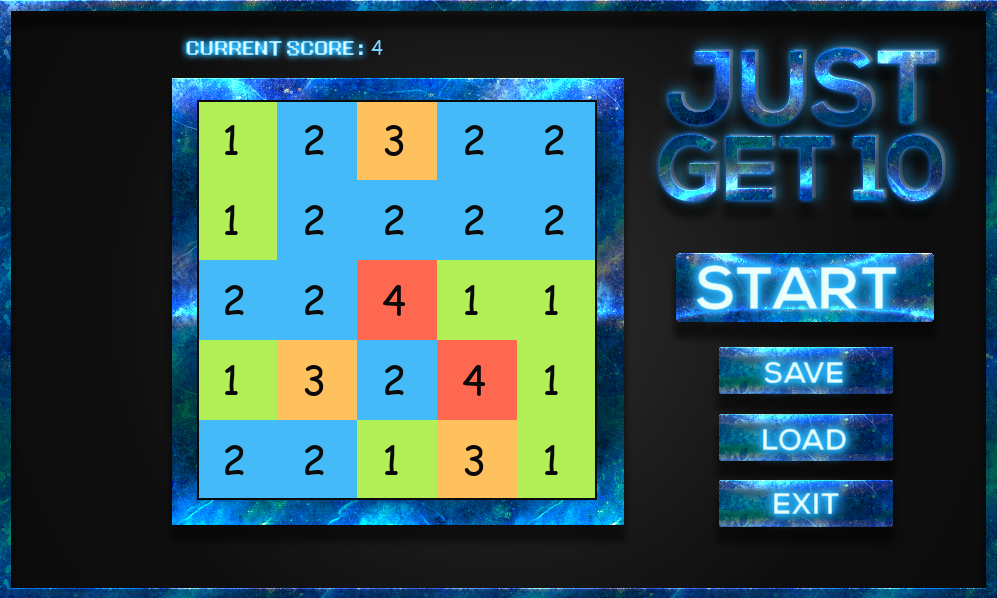 CURRENT SCORE: 4
JUST
GET 10
1 2 3 2 2
1 2 2 2 2
2 2 4 1 1
1 3 2 4 1
2 2 1 3 1
START
SAVE
LOAD
EXIT